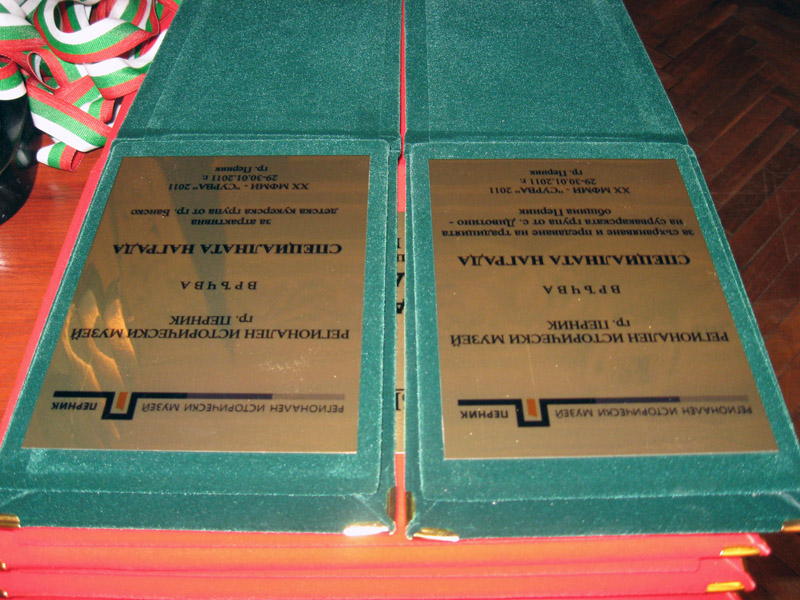 РЕГИОНАЛЕН ИСТОРИЧЕСКИ МУЗЕЙ ПЕРНИК
РЕГИОНАЛЕН ИСТОРИЧЕСКИ МУЗЕЙ
гр. ПЕРНИК
ВРЪЧВА
СПЕЦИАЛНАТА НАГРАДА
за съхраняване и предаване на традицията
на сурвакарската група от с. Дивотино -
община Перник
XX МФМИ - "СУРВА" 2011
29-30.01.2011 г.
гр. Перник
РЕГИОНАЛЕН ИСТОРИЧЕСКИ МУЗЕЙ ПЕРНИК
РЕГИОНАЛЕН ИСТОРИЧЕСКИ МУЗЕЙ
гр. ПЕРНИК
ВРЪЧВА
СПЕЦИАЛНАТА НАГРАДА
за атрактивна
детска кукерска група от гр. Банско
XX МФМИ - "СУРВА" 2011
29-30.01.2011 г.
гр. Перник